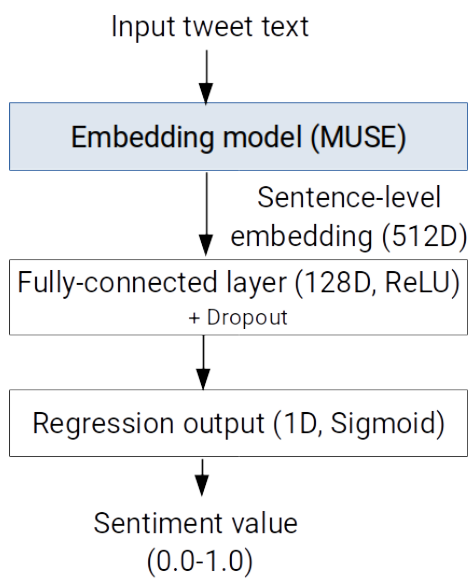 Input tweet text
Embedding model (MUSE)
Sentence-level
embedding (512D)
Fully-connected layer (128D, ReLU)
+ Dropout
Regression output (1D, Sigmoid)
Sentiment value
(0.0-1.0)